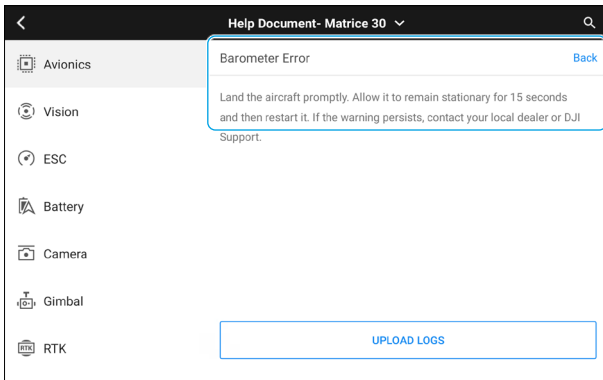 Help Document- Matrice 30
Avionics
Vision
ESC
Battery
Camera
Gimbal
RTK
RTK
Barometer Error
Back
Land the aircraft promptly. Allow it to remain stationary for 15 seconds
and then restart it. If the warning persists, contact your local dealer or DJI
Support.
UPLOAD LOGS